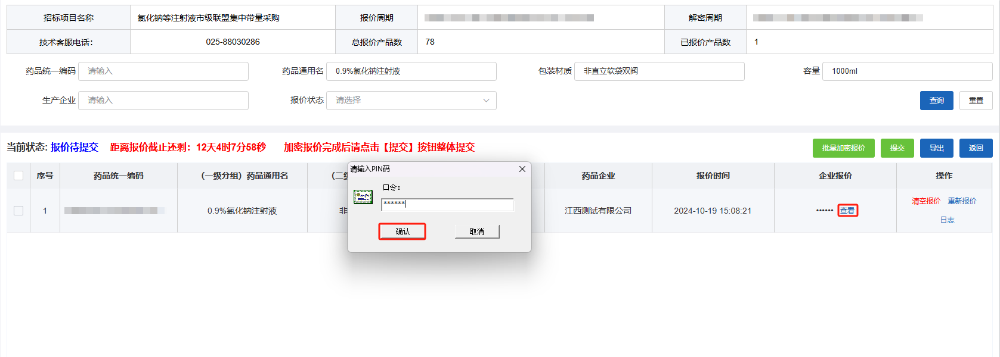 招标项目名称 氯化钠等注射液市级联盟集中带量采购 报价周期 解密周期
技术客服电话： 025-88030286 总报价产品数 78 已报价产品数 1
药品统一编码 请输入 药品通用名 0.9%氯化钠注射液 包装材质 非直立软袋双阀 容量 1000ml
生产企业 请输入 报价状态 请选择 查询 重置
当前状态: 报价待提交 距离报价截止还剩：12天4时7分58秒 加密报价完成后请点击【提交】按钮整体提交 批量加密报价 提交 导出 返回
序号 药品统一编码 （一级分组）药品通用名 （二 药品企业 报价时间 企业报价 操作
1 0.9%氯化钠注射液 非 江西测试有限公司 2024-10-19 15:08:21 •••••• 查看 清空报价 重新报价
日志
请输入PIN码
口令：
******
确认 取消